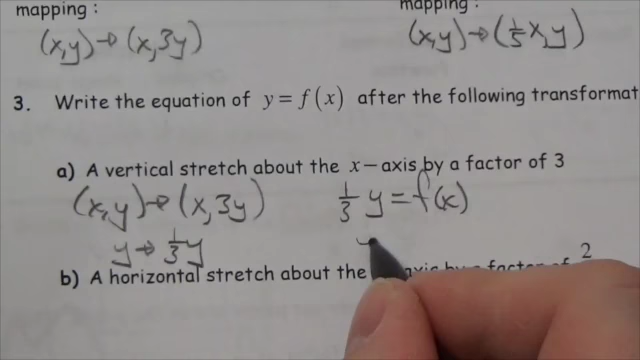 mapping :
mapping :
(x,y) → (x,3y)
(x,y) → (1/5 x, y)
3. Write the equation of y = f(x) after the following
a) A vertical stretch about the x-axis by a factor of 3
(x,y) → (x,3y)
1/3 y = f(x)
y → 1/3 y
y
b) A horizontal stretch about the axis by a factor of 2